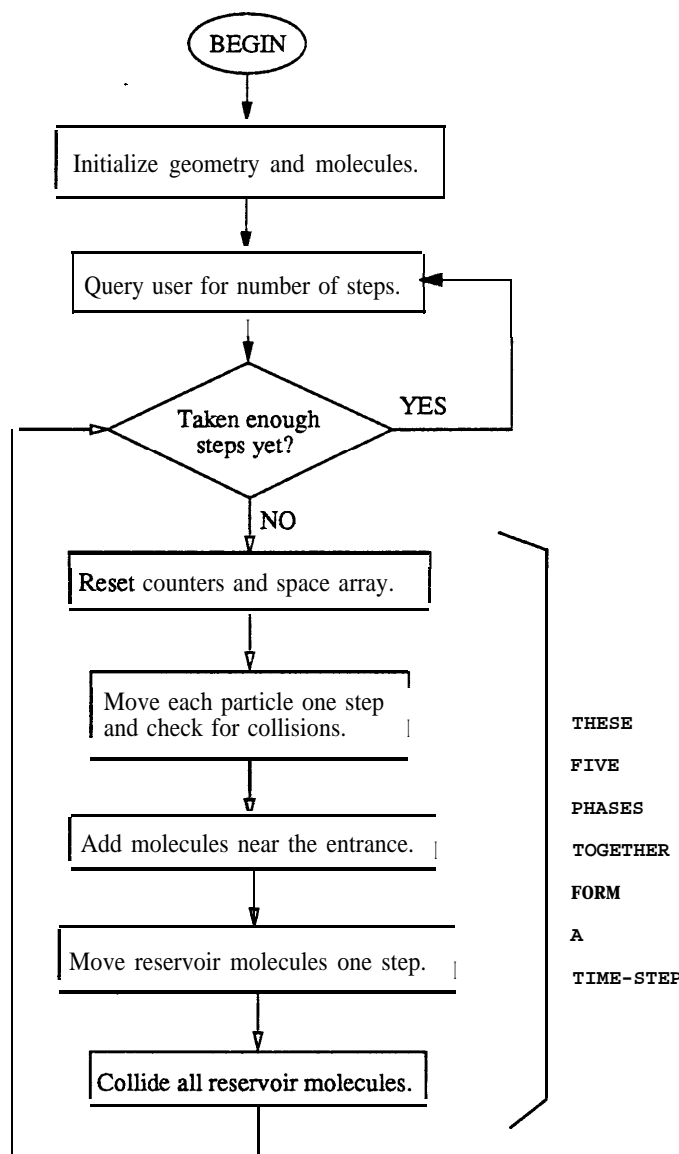 BEGIN
Initialize geometry and molecules.
Query user for number of steps.
Taken enough
steps yet?
YES
NO
Reset counters and space array.
Move each particle one step
and check for collisions.
Add molecules near the entrance.
Move reservoir molecules one step.
Collide all reservoir molecules.
THESE
FIVE
PHASES
TOGETHER
FORM
A
TIME-STEP